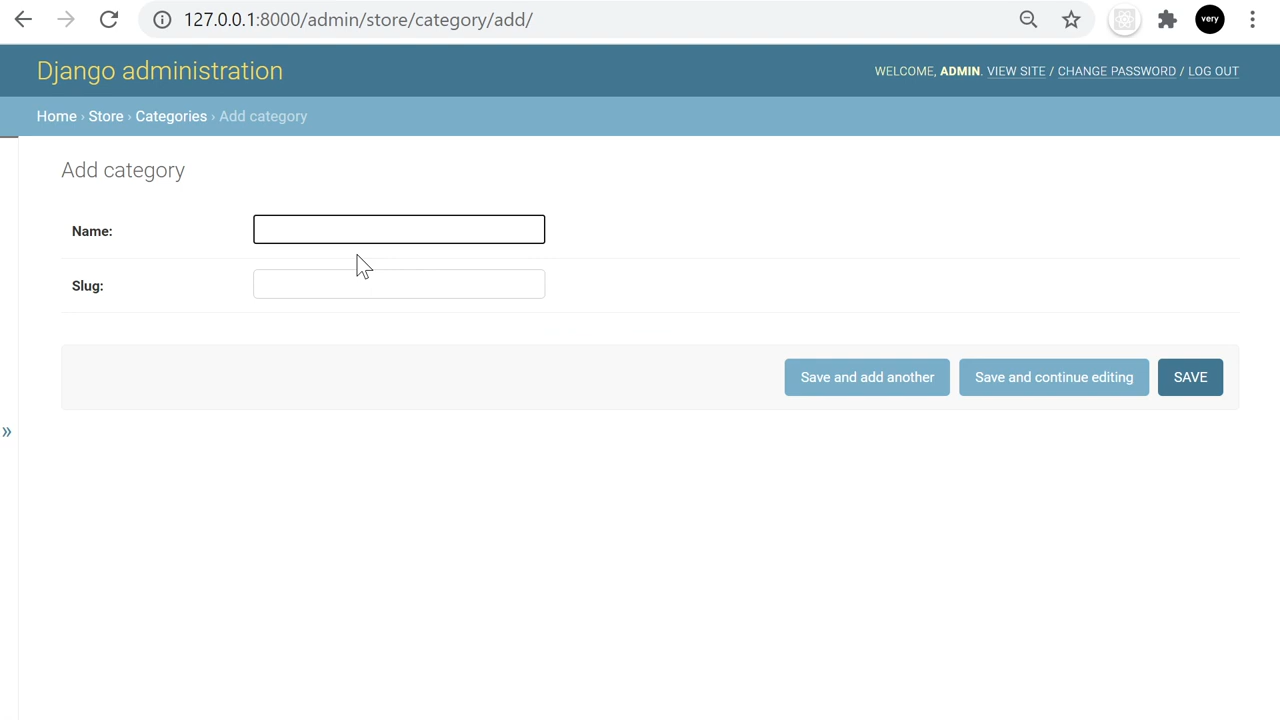 127.0.0.1:8000/admin/store/category/add/
very
Django administration
WELCOME, ADMIN. VIEW SITE / CHANGE PASSWORD / LOG OUT
Home › Store › Categories › Add category
Add category
Name:
Slug:
Save and add another
Save and continue editing
SAVE
»